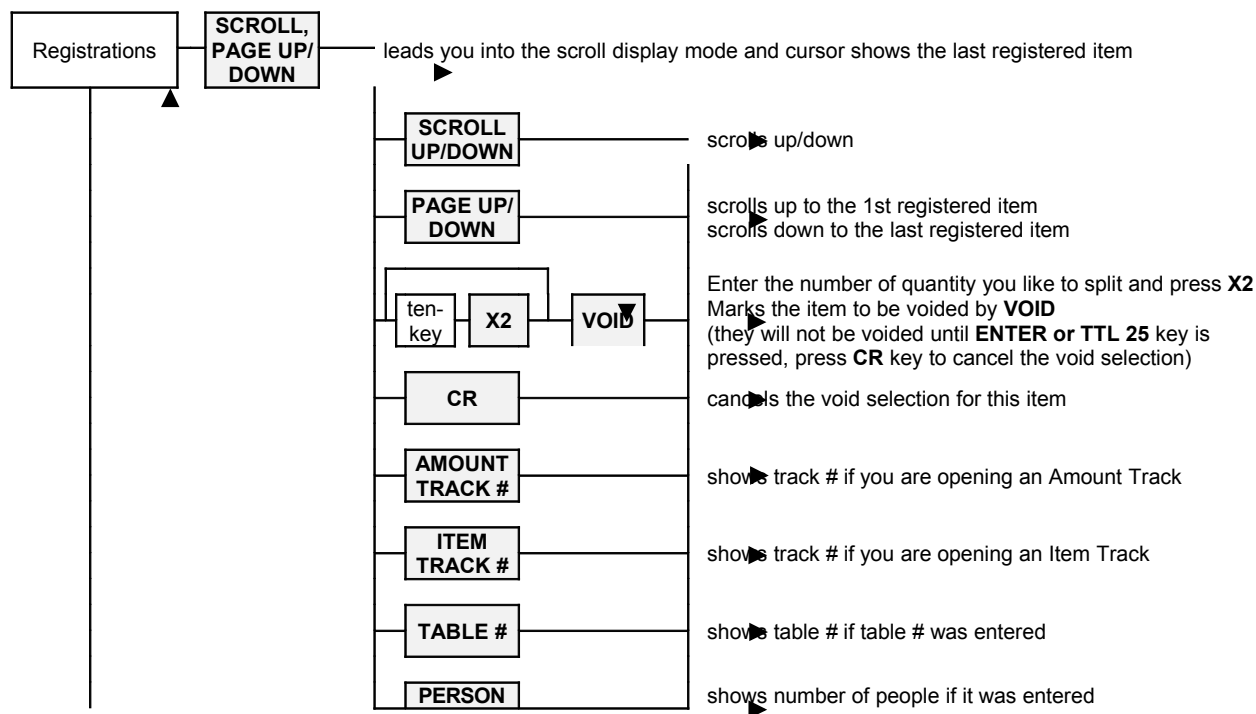 Registrations
SCROLL,
PAGE UP/
DOWN
leads you into the scroll display mode and cursor shows the last registered item
SCROLL
UP/DOWN
scrolls up/down
PAGE UP/
DOWN
scrolls up to the 1st registered item
scrolls down to the last registered item
ten-
key
X2
VOID
Enter the number of quantity you like to split and press X2
Marks the item to be voided by VOID
(they will not be voided until ENTER or TTL 25 key is
pressed, press CR key to cancel the void selection)
CR
cancels the void selection for this item
AMOUNT
TRACK #
shows track # if you are opening an Amount Track
ITEM
TRACK #
shows track # if you are opening an Item Track
TABLE #
shows table # if table # was entered
PERSON
shows number of people if it was entered